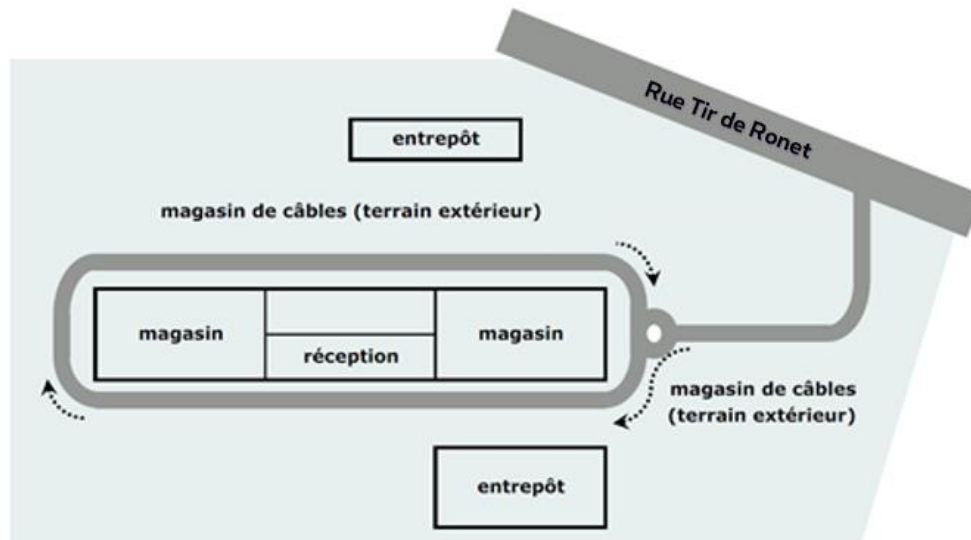 Rue Tir de Ronet
entrepôt
magasin de câbles (terrain extérieur)
magasin
réception
magasin
magasin de câbles
(terrain extérieur)
entrepôt